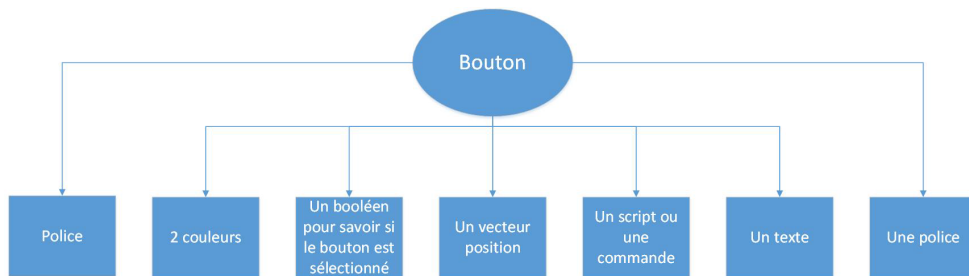 Bouton
Police
2 couleurs
Un booléen
pour savoir si
le bouton est
sélectionné
Un vecteur
position
Un script ou
une
commande
Un texte
Une police